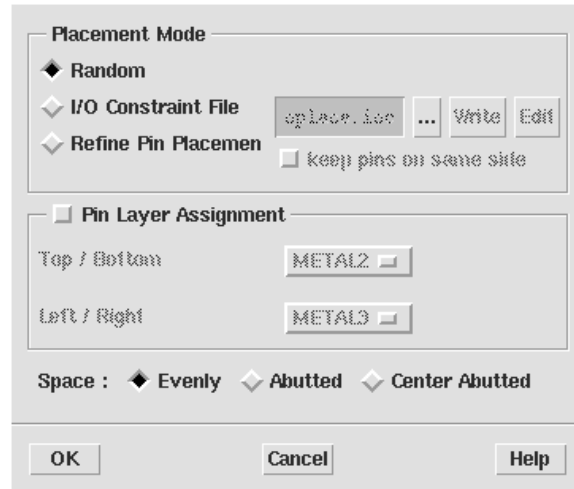 Placement Mode
Random
I/O Constraint File ioplace.ioc ... Write Edit
Refine Pin Placemen
keep pins on same side
Pin Layer Assignment
Top / Bottom METAL2
Left / Right METAL3
Space : Evenly Abutted Center Abutted
OK Cancel Help